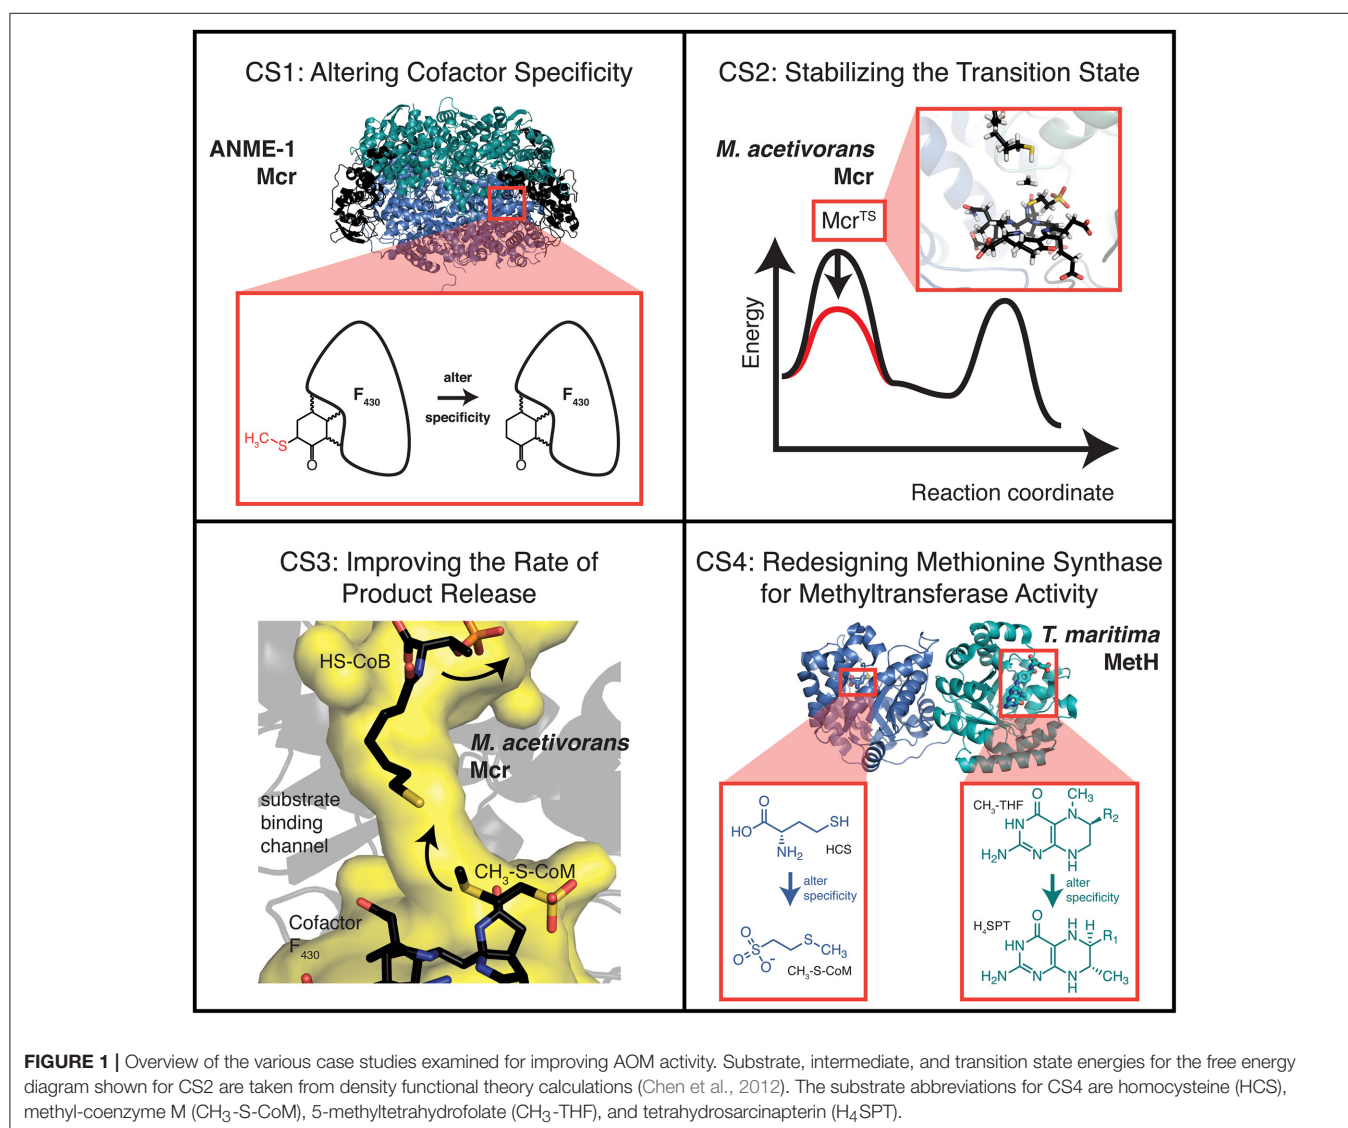 CS1: Altering Cofactor Specificity
ANME-1
Mcr
F430
alter
specificity
F430
H3C
S
O
O
CS2: Stabilizing the Transition State
M. acetivorans
Mcr
McrTS
Energy
Reaction coordinate
CS3: Improving the Rate of
Product Release
HS-CoB
M. acetivorans
Mcr
substrate
binding
channel
CH3-S-CoM
Cofactor
F430
CS4: Redesigning Methionine Synthase
for Methyltransferase Activity
T. maritima
MetH
O
HO
SH
NH2
HCS
alter
specificity
O
S
O
O-
S
CH3
CH3-S-CoM
CH3-THF
O
CH3
HN
N
R2
H2N
N
N
H
alter
specificity
H4SPT
O
H
N
H
HN
R1
H2N
N
N
H
CH3
FIGURE 1 | Overview of the various case studies examined for improving AOM activity. Substrate, intermediate, and transition state energies for the free energy
diagram shown for CS2 are taken from density functional theory calculations (Chen et al., 2012). The substrate abbreviations for CS4 are homocysteine (HCS),
methyl-coenzyme M (CH3-S-CoM), 5-methyltetrahydrofolate (CH3-THF), and tetrahydrosarcinapterin (H4SPT).